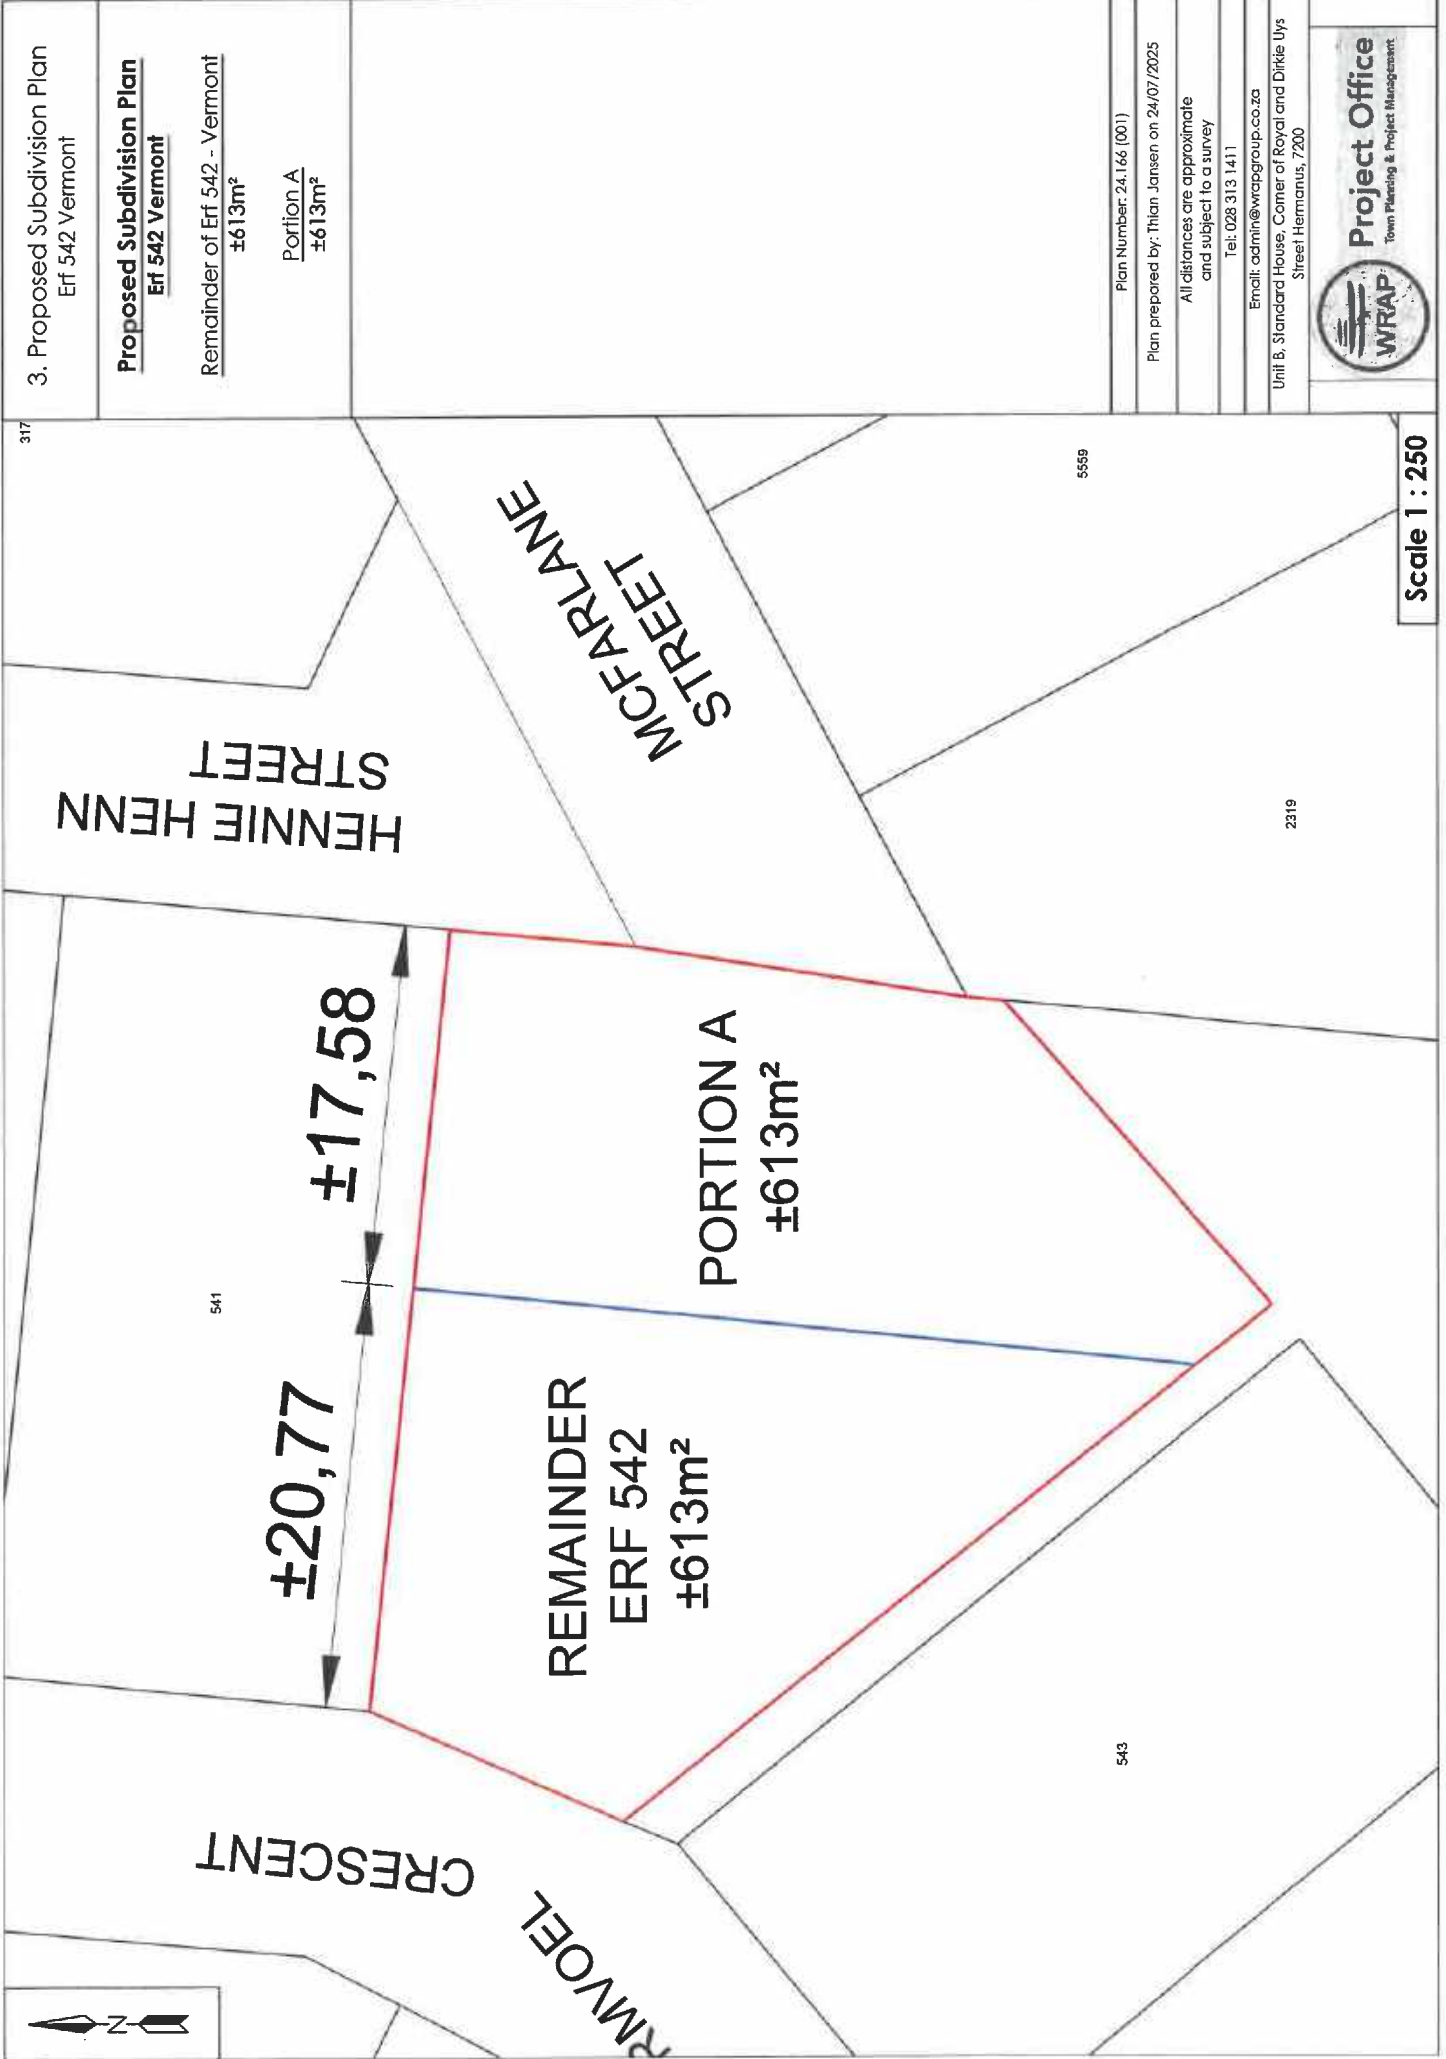 3. Proposed Subdivision Plan
Erf 542 Vermont
Proposed Subdivision Plan
Erf 542 Vermont
Remainder of Erf 542 - Vermont
±613m²
Portion A
±613m²
Plan Number: 24.166 (001)
Plan prepared by: Thian Jansen on 24/07/2025
All distances are approximate
and subject to a survey
Tel: 028 313 1411
Email: admin@wrapgroup.co.za
Unit B, Standard House, Corner of Royal and Dirkie Uys
Street Hermanus, 7200
WRAP
Project Office
Town Planning & Project Management
Scale 1 : 250
N
RMVOEL
CRESCENT
HENNIE HENN
STREET
MCFARLANE
STREET
317
541
±20,77
±17,58
REMAINDER
ERF 542
±613m²
PORTION A
±613m²
543
2319
5559